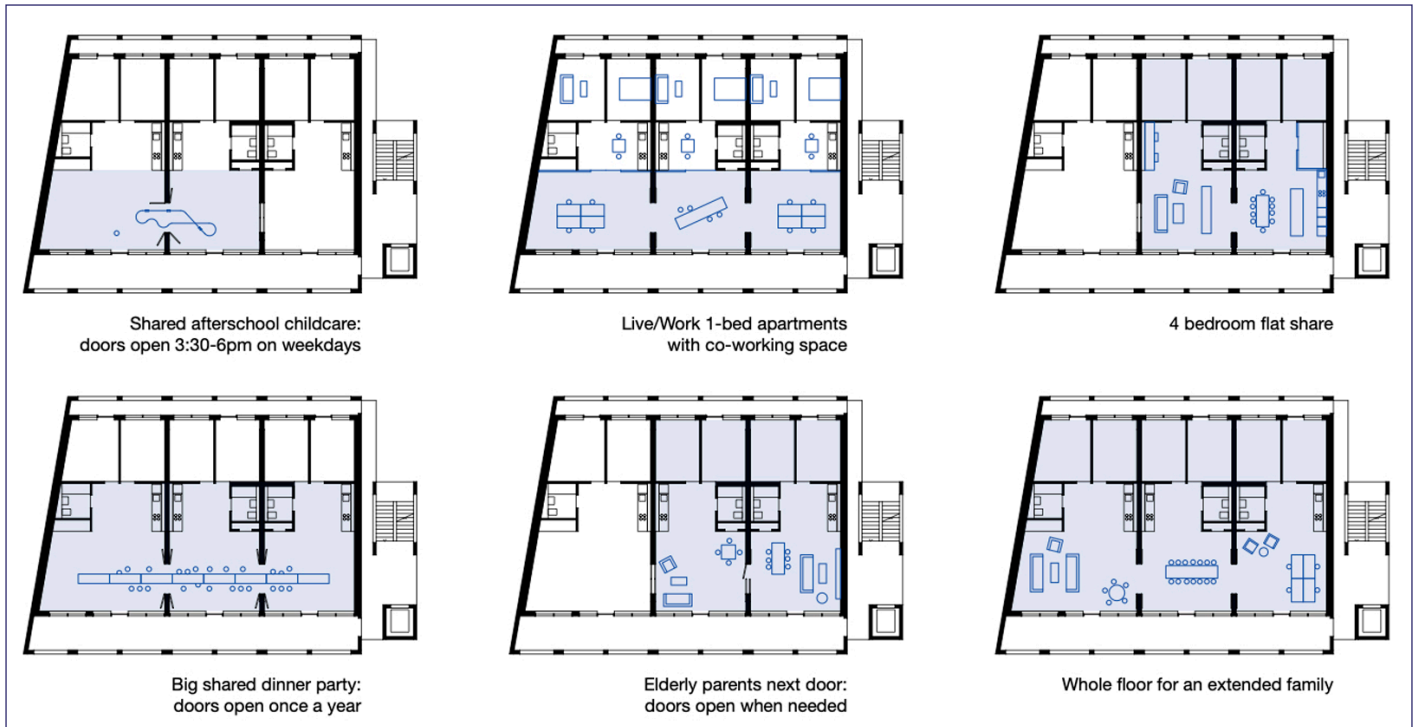 Shared afterschool childcare:
doors open 3:30-6pm on weekdays
Live/Work 1-bed apartments
with co-working space
4 bedroom flat share
Big shared dinner party:
doors open once a year
Elderly parents next door:
doors open when needed
Whole floor for an extended family